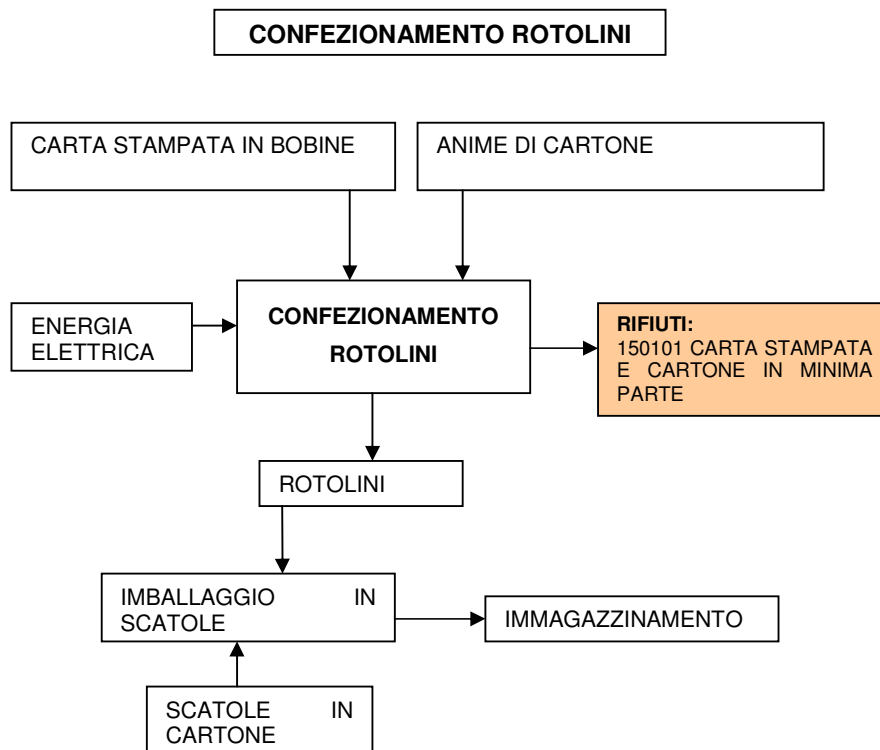 CONFEZIONAMENTO ROTOLINI
CARTA STAMPATA IN BOBINE
ANIME DI CARTONE
ENERGIA
ELETTRICA
CONFEZIONAMENTO
ROTOLINI
RIFIUTI:
150101 CARTA STAMPATA
E CARTONE IN MINIMA
PARTE
ROTOLINI
IMBALLAGGIO IN
SCATOLE
IMMAGAZZINAMENTO
SCATOLE IN
CARTONE